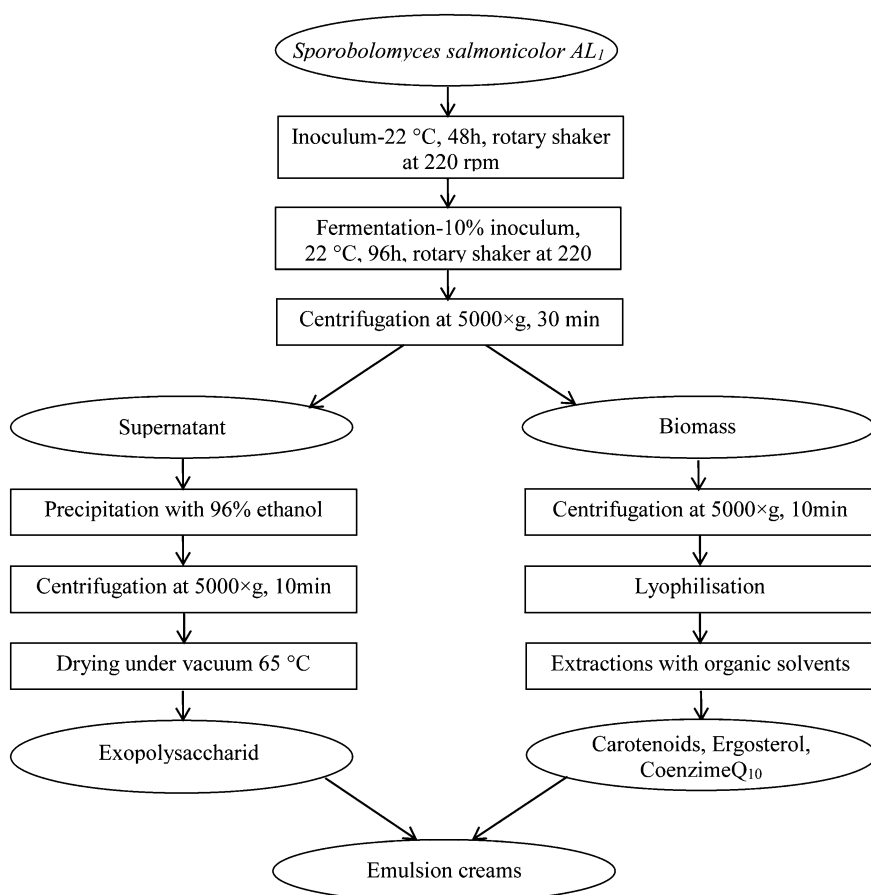 Sporobolomyces salmonicolor AL₁
Inoculum-22 °C, 48h, rotary shaker
at 220 rpm
Fermentation-10% inoculum,
22 °C, 96h, rotary shaker at 220
Centrifugation at 5000×g, 30 min
Supernatant
Biomass
Precipitation with 96% ethanol
Centrifugation at 5000×g, 10min
Centrifugation at 5000×g, 10min
Lyophilisation
Drying under vacuum 65 °C
Extractions with organic solvents
Exopolysaccharid
Carotenoids, Ergosterol,
CoenzimeQ₁₀
Emulsion creams